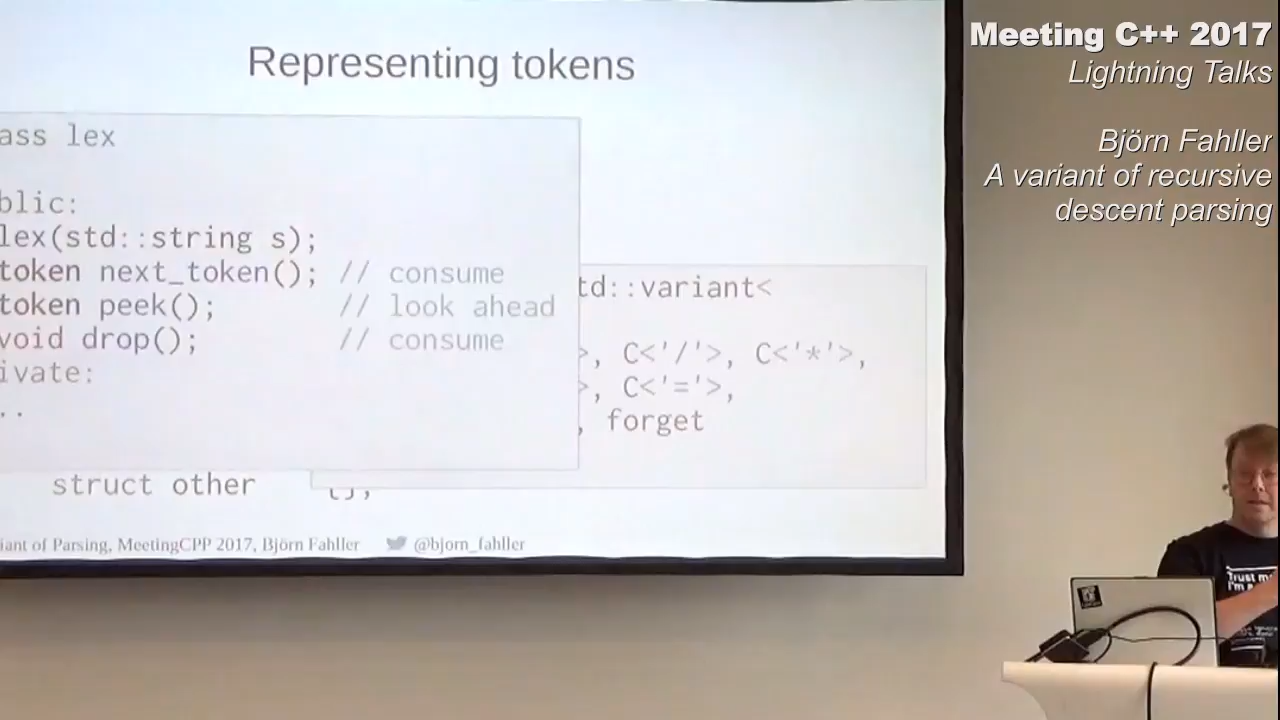 Representing tokens
ass lex
blic:
lex(std::string s);
token next_token(); // consume
token peek(); // look ahead
void drop(); // consume
ivate:
..
td::variant<
>, C<'/'>, C<'*'>,
>, C<'='>,
, forget
struct other {};
iant of Parsing, MeetingCPP 2017, Björn Fahller @bjorn_fahller
Meeting C++ 2017
Lightning Talks
Björn Fahller
A variant of recursive
descent parsing
Trust me
I'm a